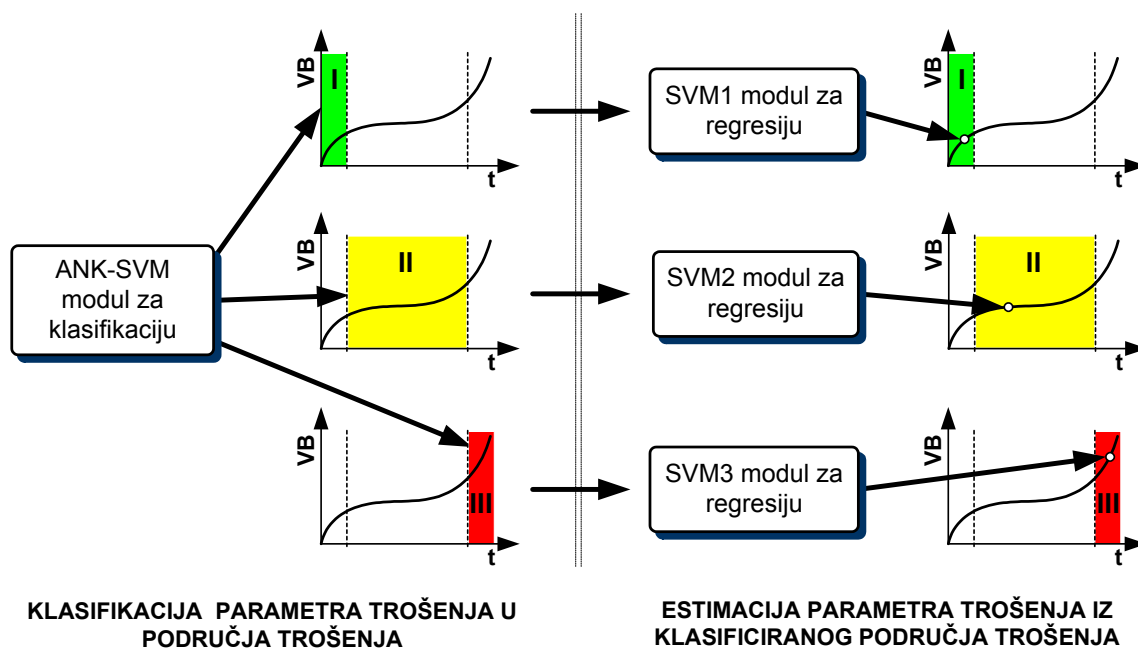 VB
I
t
ANK-SVM
modul za
klasifikaciju
VB
II
t
VB
III
t
KLASIFIKACIJA PARAMETRA TROŠENJA U
PODRUČJA TROŠENJA
SVM1 modul za
regresiju
VB
I
t
SVM2 modul za
regresiju
VB
II
t
SVM3 modul za
regresiju
VB
III
t
ESTIMACIJA PARAMETRA TROŠENJA IZ
KLASIFICIRANOG PODRUČJA TROŠENJA